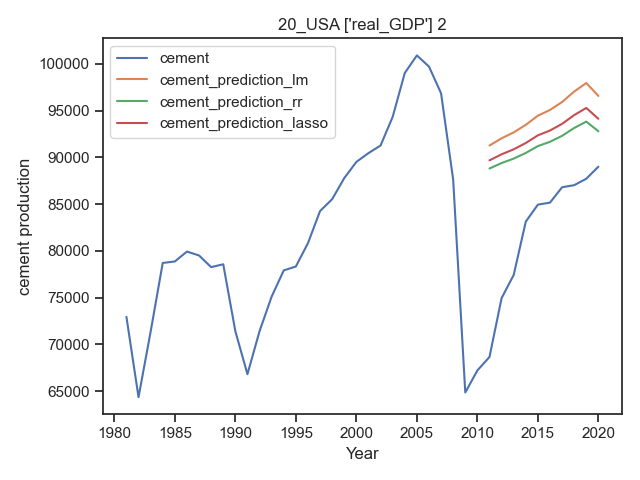 20_USA ['real_GDP'] 2
cement
cement_prediction_lm
cement_prediction_rr
cement_prediction_lasso
cement production
100000
95000
90000
85000
80000
75000
70000
65000
1980 1985 1990 1995 2000 2005 2010 2015 2020
Year